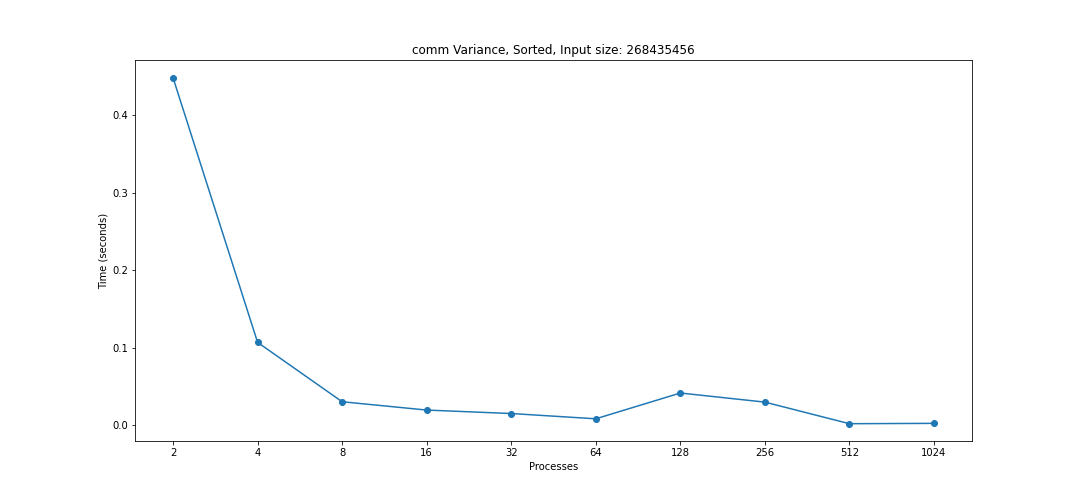 comm Variance, Sorted, Input size: 268435456
Time (seconds)
0.4
0.3
0.2
0.1
0.0
2 4 8 16 32 64 128 256 512 1024
Processes